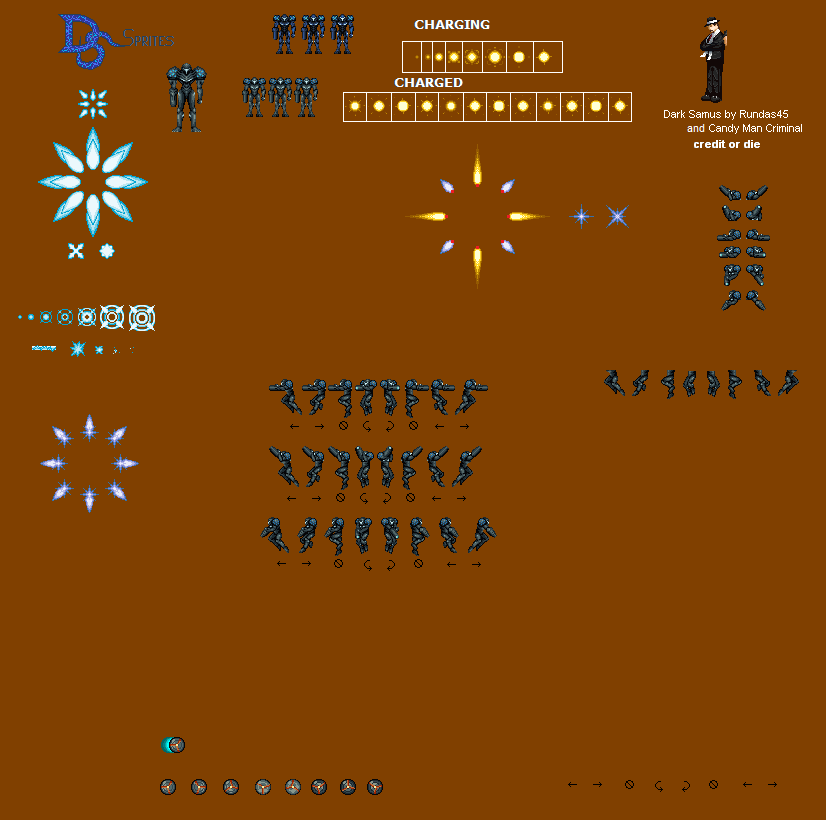 DS Sprites
CHARGING
CHARGED
Dark Samus by Rundas45
and Candy Man Criminal
credit or die